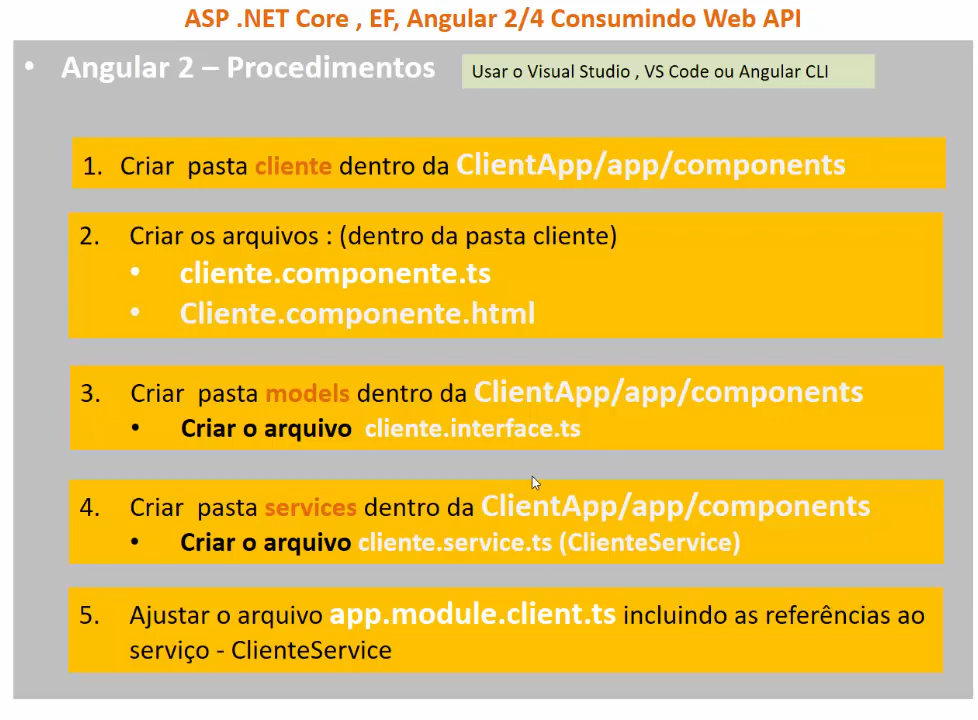 ASP .NET Core , EF, Angular 2/4 Consumindo Web API
• Angular 2 – Procedimentos
Usar o Visual Studio , VS Code ou Angular CLI
1. Criar pasta cliente dentro da ClientApp/app/components
2. Criar os arquivos : (dentro da pasta cliente)
• cliente.componente.ts
• Cliente.componente.html
3. Criar pasta models dentro da ClientApp/app/components
• Criar o arquivo cliente.interface.ts
4. Criar pasta services dentro da ClientApp/app/components
• Criar o arquivo cliente.service.ts (ClienteService)
5. Ajustar o arquivo app.module.client.ts incluindo as referências ao
serviço - ClienteService